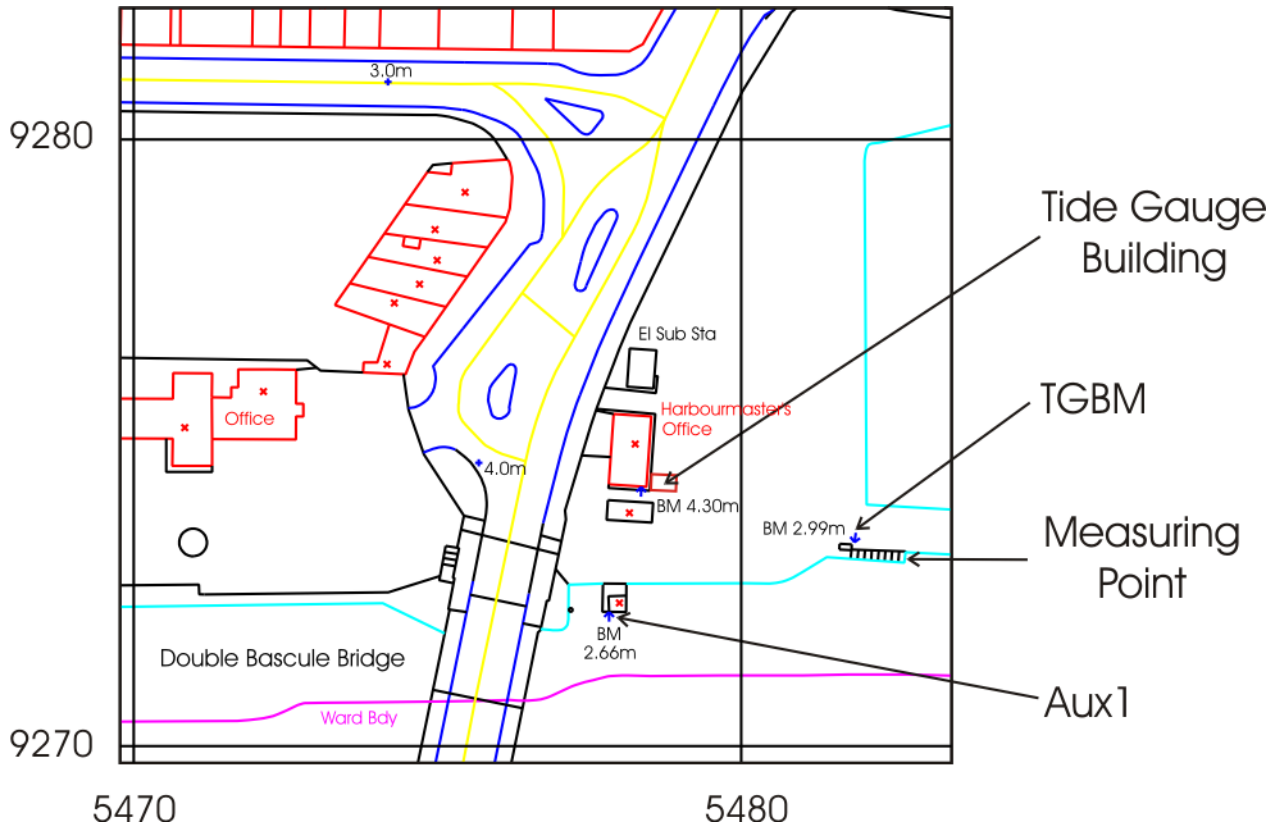 3.0m
9280
Tide Gauge
Building
El Sub Sta
TGBM
Harbourmaster's
Office
Office
4.0m
BM 4.30m
BM 2.99m
Measuring
Point
BM
2.66m
Double Bascule Bridge
Aux1
Ward Bdy
9270
5470
5480